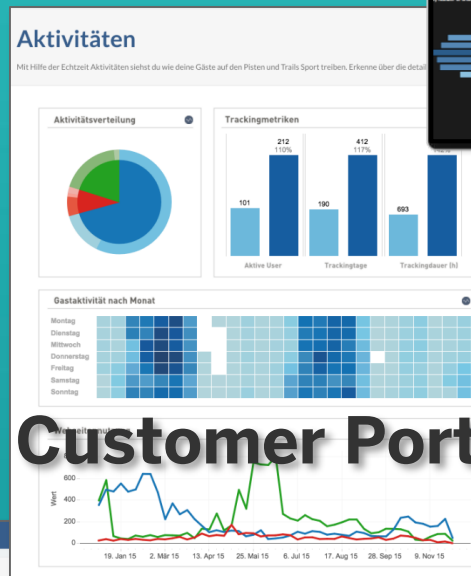 Aktivitäten
Mit Hilfe der Echtzeit Aktivitäten siehst du wie deine Gäste auf den Pisten und Trails Sport treiben. Erkenne über die detail
Aktivitätsverteilung
Trackingmetriken
212
110%
101
Aktive User
412
117%
190
Trackingtage
693
Trackingdauer [h]
Gastaktivität nach Monat
Montag
Dienstag
Mittwoch
Donnerstag
Freitag
Samstag
Sonntag
Customer Port
Wert
600
400
200
0
19. Jan 15 2. Mär 15 13. Apr 15 25. Mai 15 6. Jul 15 17. Aug 15 28. Sep 15 9. Nov 15